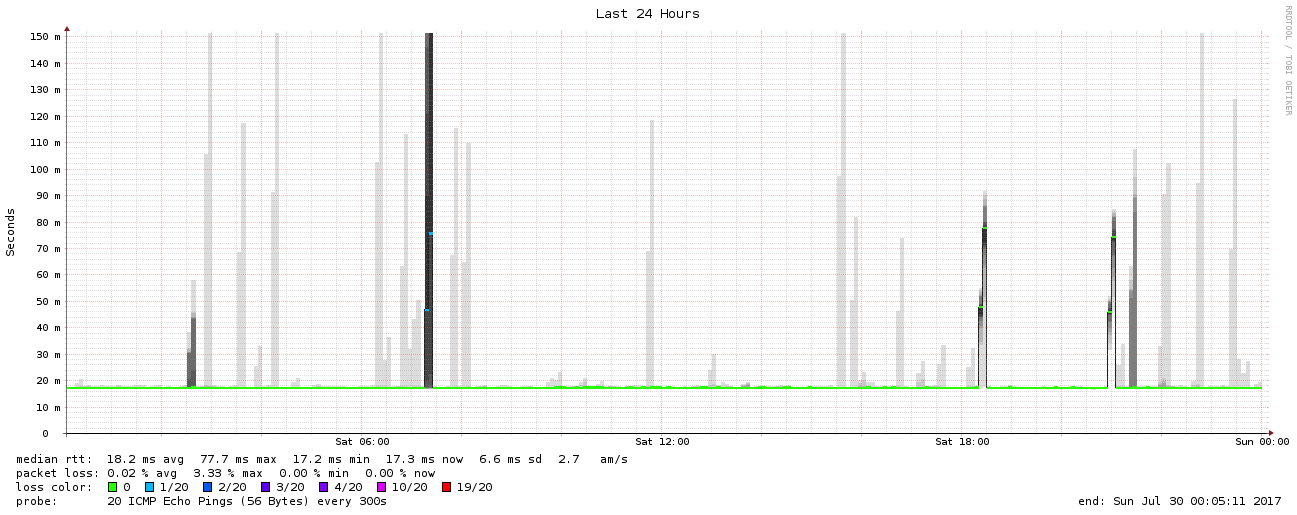 Last 24 Hours
RRDTOOL / TOBI OETIKER
Seconds
150 m
140 m
130 m
120 m
110 m
100 m
90 m
80 m
70 m
60 m
50 m
40 m
30 m
20 m
10 m
0
Sat 06:00 Sat 12:00 Sat 18:00 Sun 00:00
median rtt: 18.2 ms avg 77.7 ms max 17.2 ms min 17.3 ms now 6.6 ms sd 2.7 am/s
packet loss: 0.02 % avg 3.33 % max 0.00 % min 0.00 % now
loss color: 0 1/20 2/20 3/20 4/20 10/20 19/20
probe: 20 ICMP Echo Pings (56 Bytes) every 300s end: Sun Jul 30 00:05:11 2017